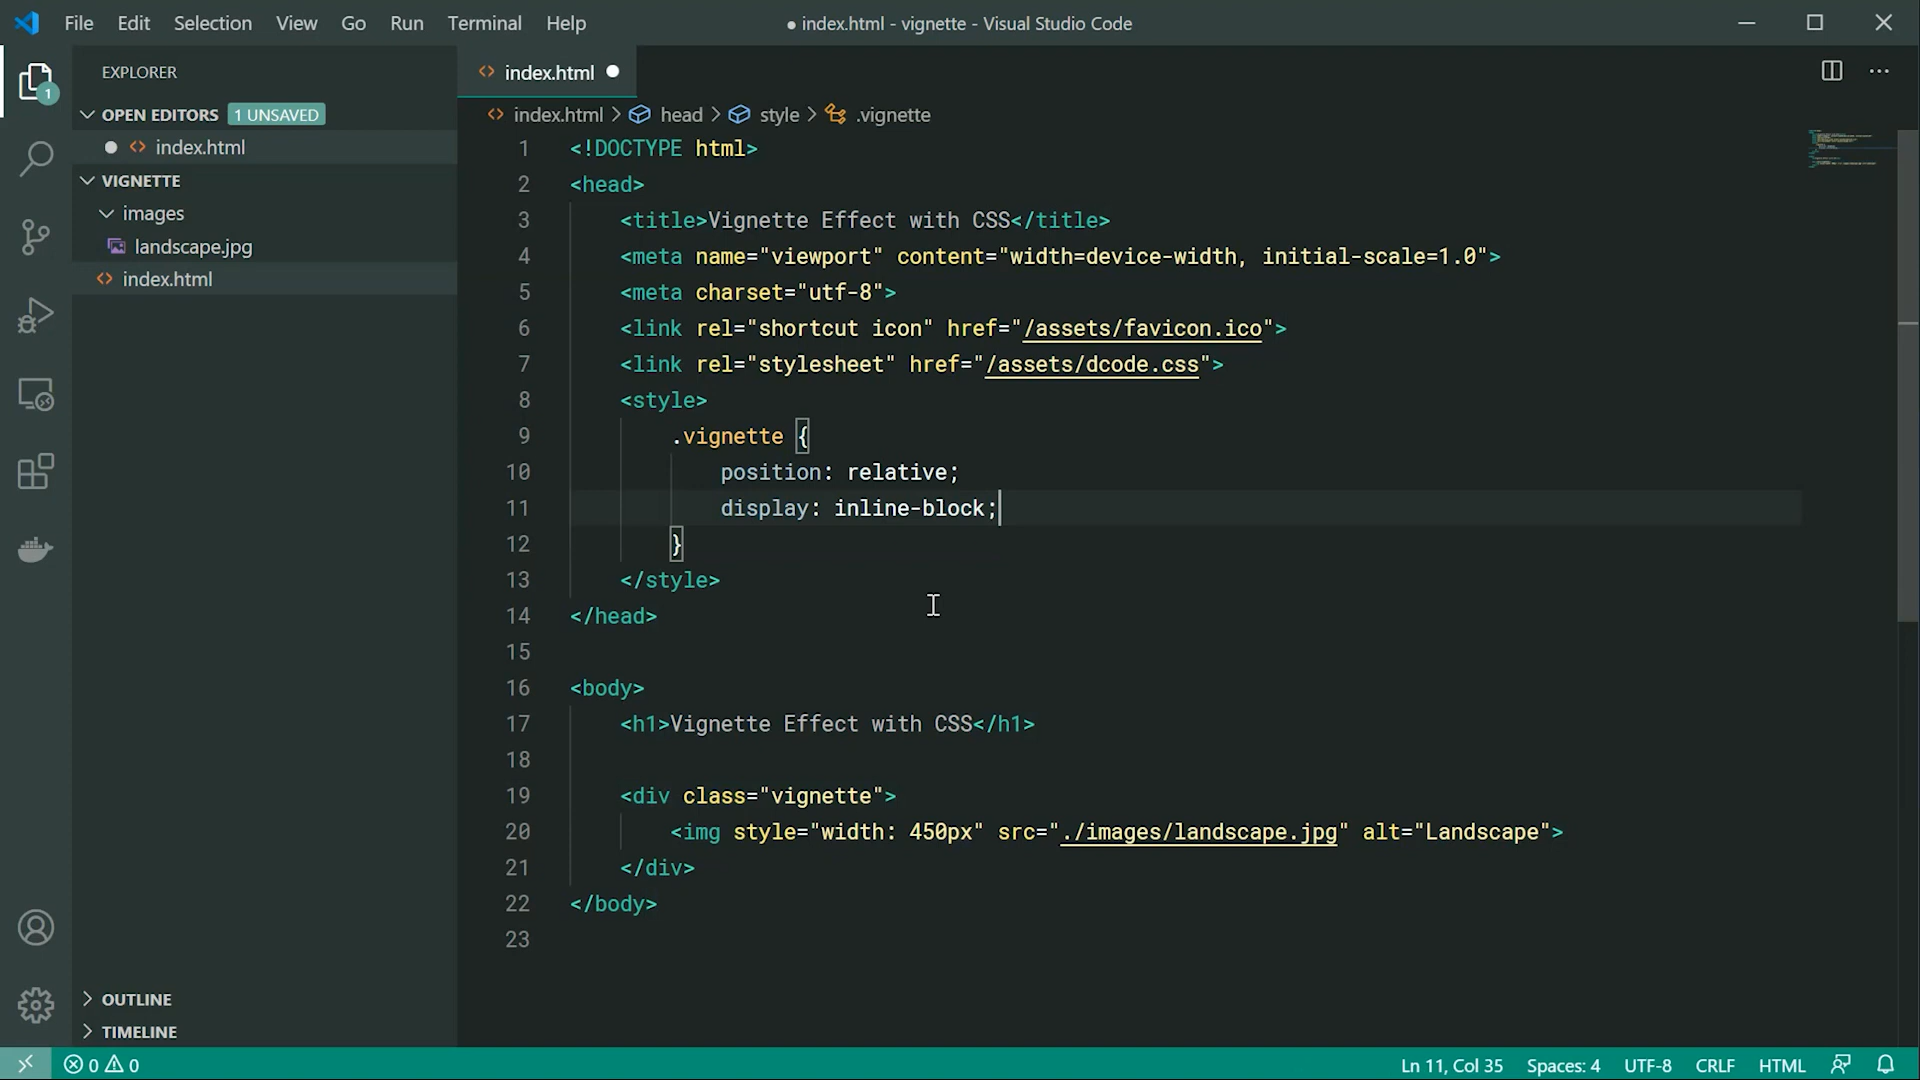 File Edit Selection View Go Run Terminal Help ● index.html - vignette - Visual Studio Code
EXPLORER
OPEN EDITORS 1 UNSAVED
index.html
VIGNETTE
images
landscape.jpg
index.html
OUTLINE
TIMELINE
1
index.html
index.html > head > style > .vignette
1 <!DOCTYPE html>
2 <head>
3 <title>Vignette Effect with CSS</title>
4 <meta name="viewport" content="width=device-width, initial-scale=1.0">
5 <meta charset="utf-8">
6 <link rel="shortcut icon" href="/assets/favicon.ico">
7 <link rel="stylesheet" href="/assets/dcode.css">
8 <style>
9 .vignette {
10 position: relative;
11 display: inline-block;
12 }
13 </style>
14 </head>
15
16 <body>
17 <h1>Vignette Effect with CSS</h1>
18
19 <div class="vignette">
20 <img style="width: 450px" src="./images/landscape.jpg" alt="Landscape">
21 </div>
22 </body>
23
0 0 Ln 11, Col 35 Spaces: 4 UTF-8 CRLF HTML